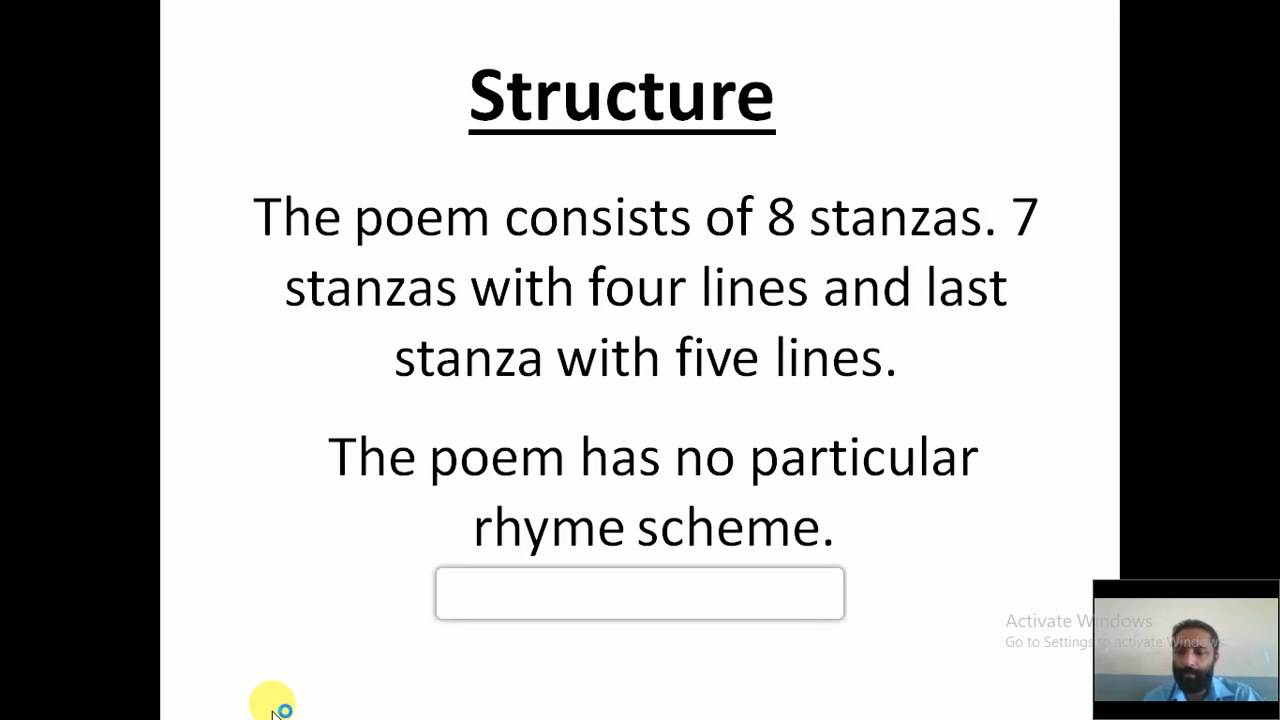 Structure
The poem consists of 8 stanzas. 7
stanzas with four lines and last
stanza with five lines.
The poem has no particular
rhyme scheme.
Activate Windows
Go to Settings to activate Windows.